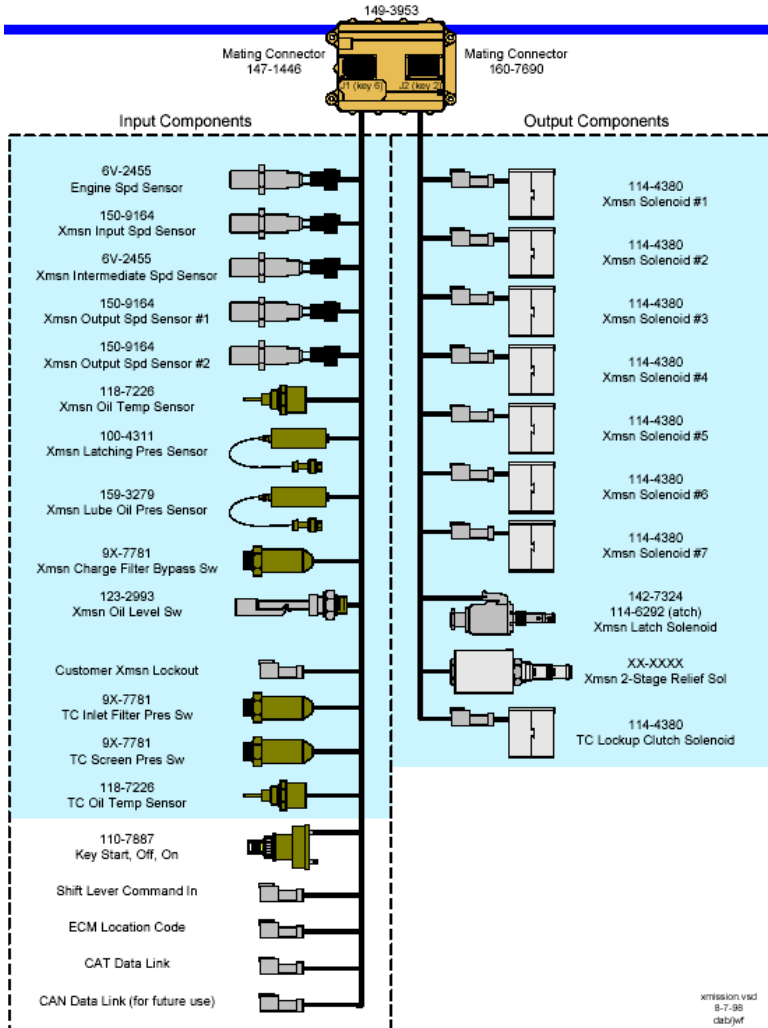 149-3953
Mating Connector
147-1446
Mating Connector
160-7690
J1 (key 6)
J2 (key 2)
Input Components
Output Components
6V-2455
Engine Spd Sensor
150-9164
Xmsn Input Spd Sensor
6V-2455
Xmsn Intermediate Spd Sensor
150-9164
Xmsn Output Spd Sensor #1
150-9164
Xmsn Output Spd Sensor #2
118-7226
Xmsn Oil Temp Sensor
100-4311
Xmsn Latching Pres Sensor
159-3279
Xmsn Lube Oil Pres Sensor
9X-7781
Xmsn Charge Filter Bypass Sw
123-2993
Xmsn Oil Level Sw
Customer Xmsn Lockout
9X-7781
TC Inlet Filter Pres Sw
9X-7781
TC Screen Pres Sw
118-7226
TC Oil Temp Sensor
110-7887
Key Start, Off, On
Shift Lever Command In
ECM Location Code
CAT Data Link
CAN Data Link (for future use)
114-4380
Xmsn Solenoid #1
114-4380
Xmsn Solenoid #2
114-4380
Xmsn Solenoid #3
114-4380
Xmsn Solenoid #4
114-4380
Xmsn Solenoid #5
114-4380
Xmsn Solenoid #6
114-4380
Xmsn Solenoid #7
142-7324
114-6292 (atch)
Xmsn Latch Solenoid
XX-XXXX
Xmsn 2-Stage Relief Sol
114-4380
TC Lockup Clutch Solenoid
xmission.vsd
8-7-98
dab/jwf